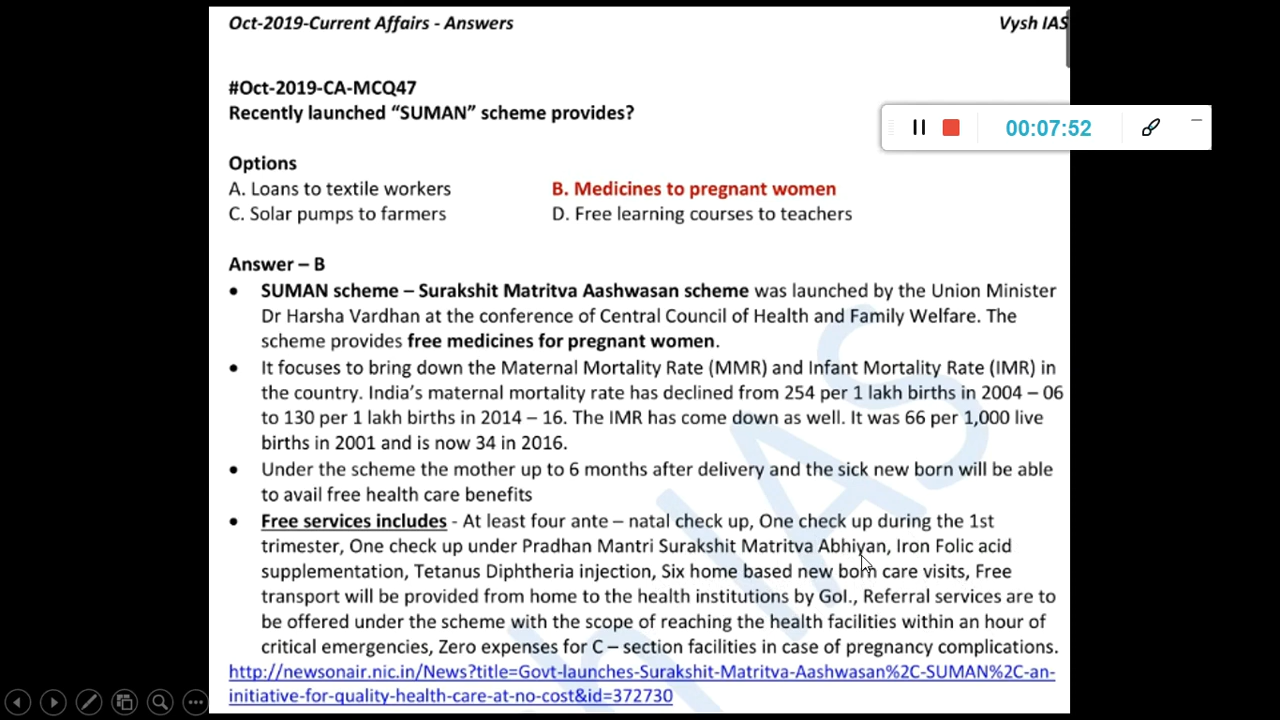 Oct-2019-Current Affairs - Answers Vysh IAS
#Oct-2019-CA-MCQ47
Recently launched “SUMAN” scheme provides?
00:07:52
Options
A. Loans to textile workers B. Medicines to pregnant women
C. Solar pumps to farmers D. Free learning courses to teachers
Answer – B
• SUMAN scheme – Surakshit Matritva Aashwasan scheme was launched by the Union Minister
Dr Harsha Vardhan at the conference of Central Council of Health and Family Welfare. The
scheme provides free medicines for pregnant women.
• It focuses to bring down the Maternal Mortality Rate (MMR) and Infant Mortality Rate (IMR) in
the country. India’s maternal mortality rate has declined from 254 per 1 lakh births in 2004 – 06
to 130 per 1 lakh births in 2014 – 16. The IMR has come down as well. It was 66 per 1,000 live
births in 2001 and is now 34 in 2016.
• Under the scheme the mother up to 6 months after delivery and the sick new born will be able
to avail free health care benefits
• Free services includes - At least four ante – natal check up, One check up during the 1st
trimester, One check up under Pradhan Mantri Surakshit Matritva Abhiyan, Iron Folic acid
supplementation, Tetanus Diphtheria injection, Six home based new born care visits, Free
transport will be provided from home to the health institutions by GoI., Referral services are to
be offered under the scheme with the scope of reaching the health facilities within an hour of
critical emergencies, Zero expenses for C – section facilities in case of pregnancy complications.
http://newsonair.nic.in/News?title=Govt-launches-Surakshit-Matritva-Aashwasan%2C-SUMAN%2C-an-
initiative-for-quality-health-care-at-no-cost&id=372730
h IAS